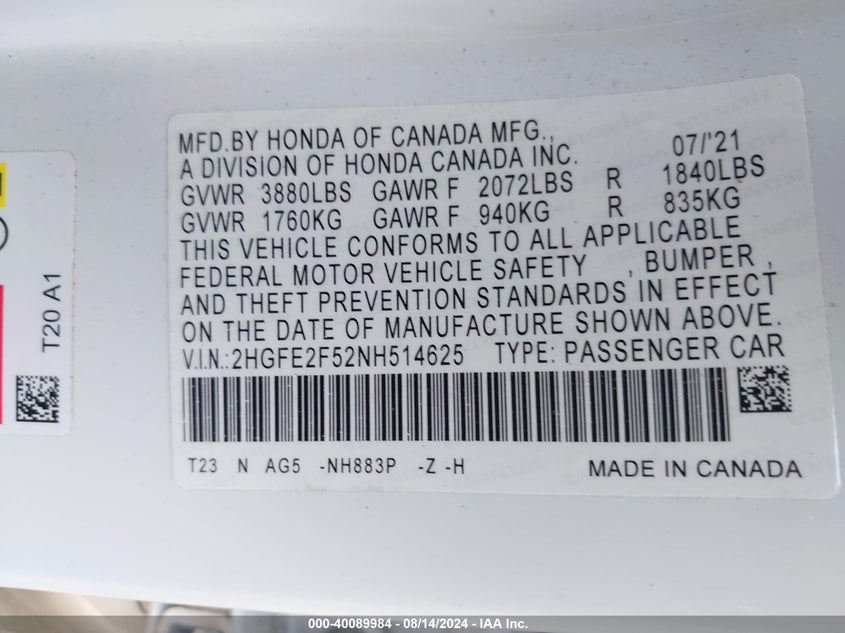 MFD.BY HONDA OF CANADA MFG., 07/'21
A DIVISION OF HONDA CANADA INC.
GVWR 3880LBS GAWR F 2072LBS R 1840LBS
GVWR 1760KG GAWR F 940KG R 835KG
THIS VEHICLE CONFORMS TO ALL APPLICABLE
FEDERAL MOTOR VEHICLE SAFETY , BUMPER ,
AND THEFT PREVENTION STANDARDS IN EFFECT
ON THE DATE OF MANUFACTURE SHOWN ABOVE.
V.I.N.:2HGFE2F52NH514625 TYPE: PASSENGER CAR
T23 N AG5 -NH883P -Z -H MADE IN CANADA
T20 A1
000-40089984 - 08/14/2024 - IAA Inc.